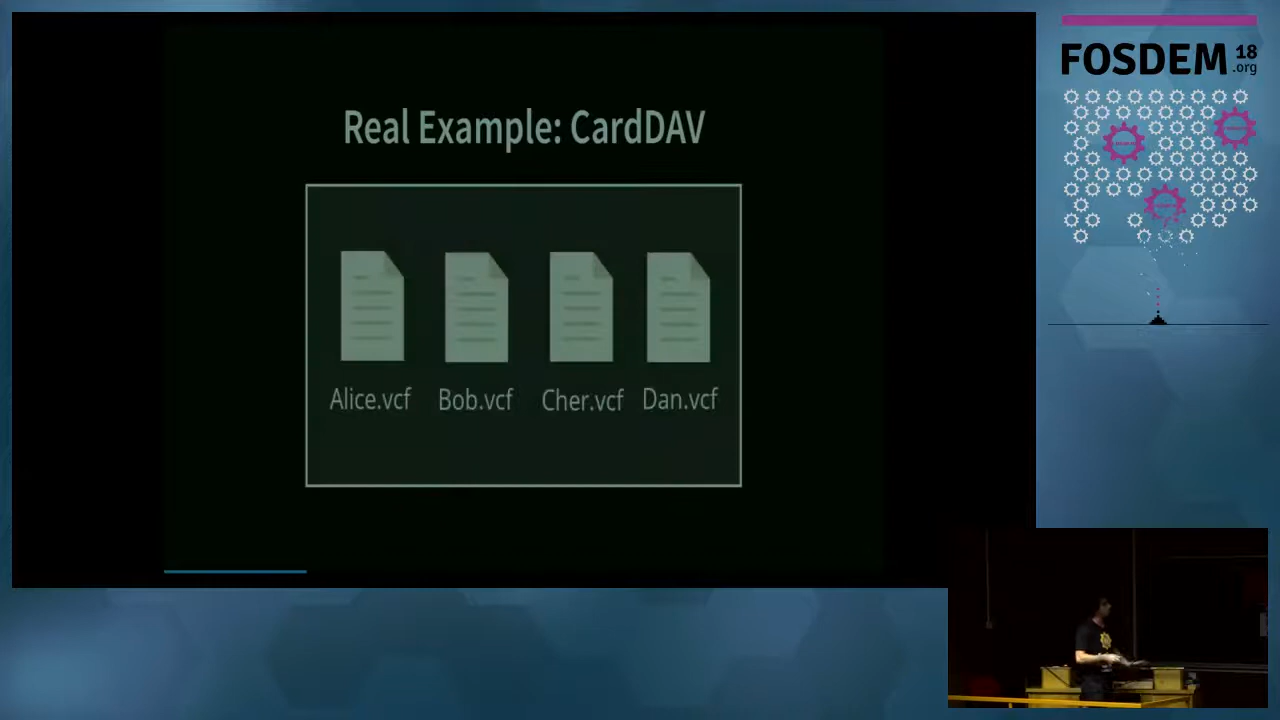 Real Example: CardDAV
Alice.vcf
Bob.vcf
Cher.vcf
Dan.vcf
FOSDEM 18
.org